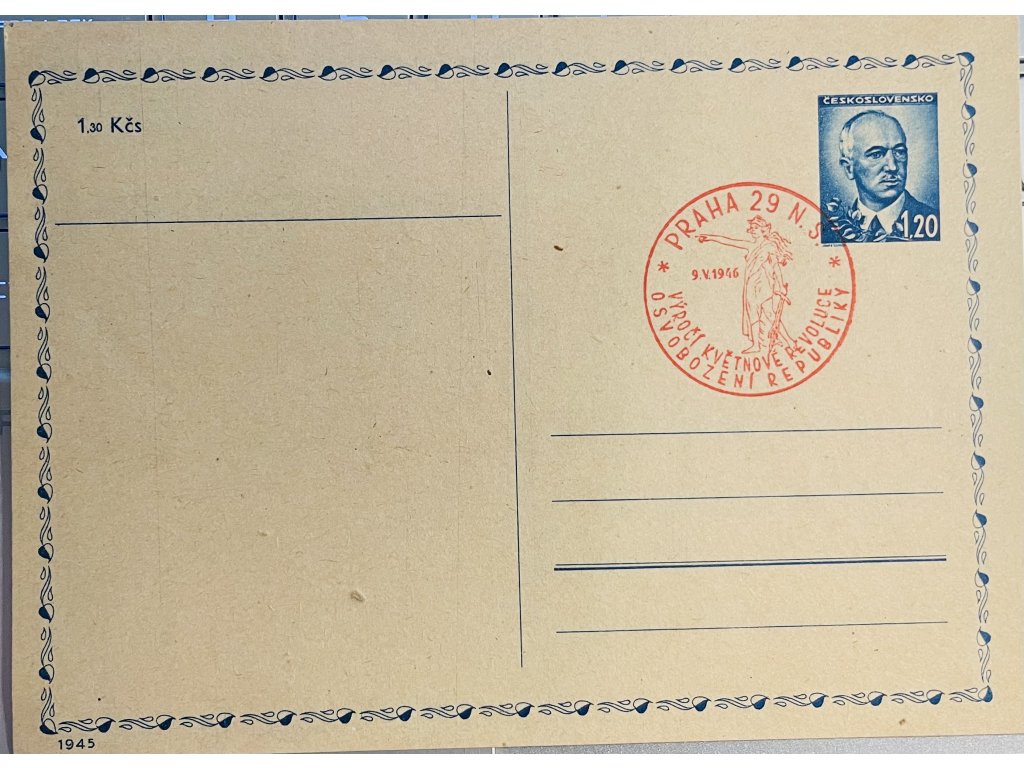 1,30 Kčs
ČESKOSLOVENSKO
1,20
* PRAHA 29 N. S. *
9.V.1946
VÝROČÍ KVĚTNOVÉ REVOLUCE
OSVOBOZENÍ REPUBLIKY
1945